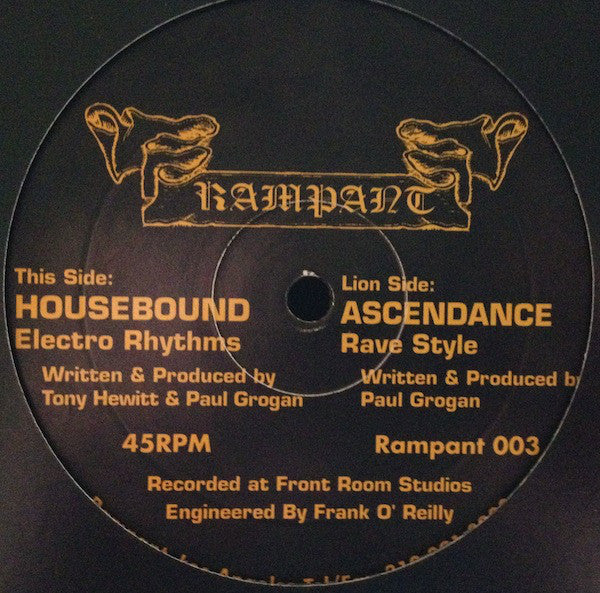 RAMPANT
This Side:
HOUSEBOUND
Electro Rhythms
Written & Produced by
Tony Hewitt & Paul Grogan
45RPM
Lion Side:
ASCENDANCE
Rave Style
Written & Produced by
Paul Grogan
Rampant 003
Recorded at Front Room Studios
Engineered By Frank O' Reilly